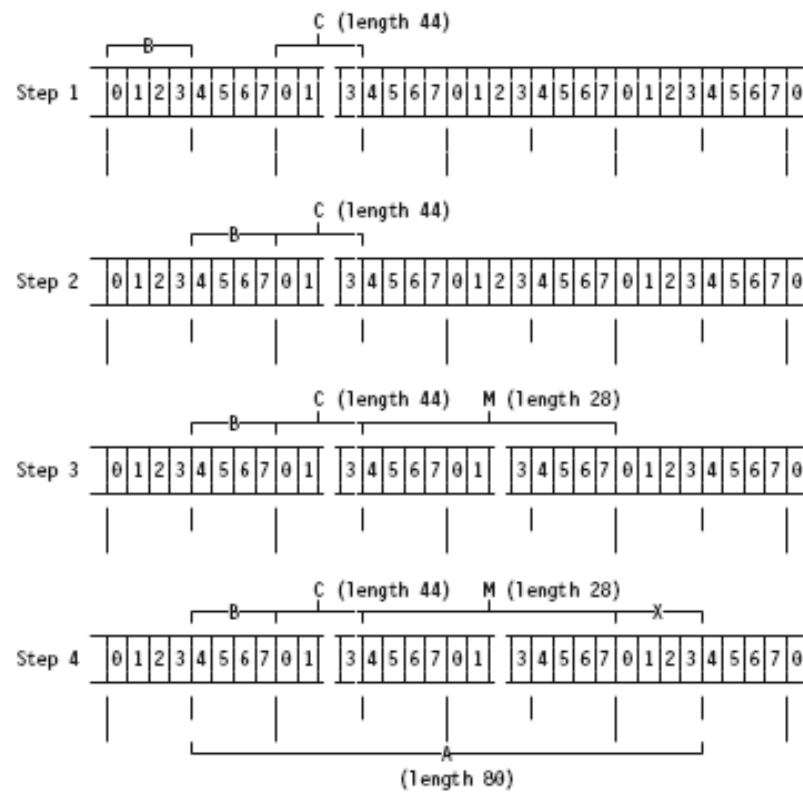 C (length 44)
B
Step 1 0 1 2 3 4 5 6 7 0 1 3 4 5 6 7 0 1 2 3 4 5 6 7 0 1 2 3 4 5 6 7 0
C (length 44)
B
Step 2 0 1 2 3 4 5 6 7 0 1 3 4 5 6 7 0 1 2 3 4 5 6 7 0 1 2 3 4 5 6 7 0
C (length 44) M (length 28)
B
Step 3 0 1 2 3 4 5 6 7 0 1 3 4 5 6 7 0 1 3 4 5 6 7 0 1 2 3 4 5 6 7 0
C (length 44) M (length 28)
B X
Step 4 0 1 2 3 4 5 6 7 0 1 3 4 5 6 7 0 1 3 4 5 6 7 0 1 2 3 4 5 6 7 0
A
(length 80)